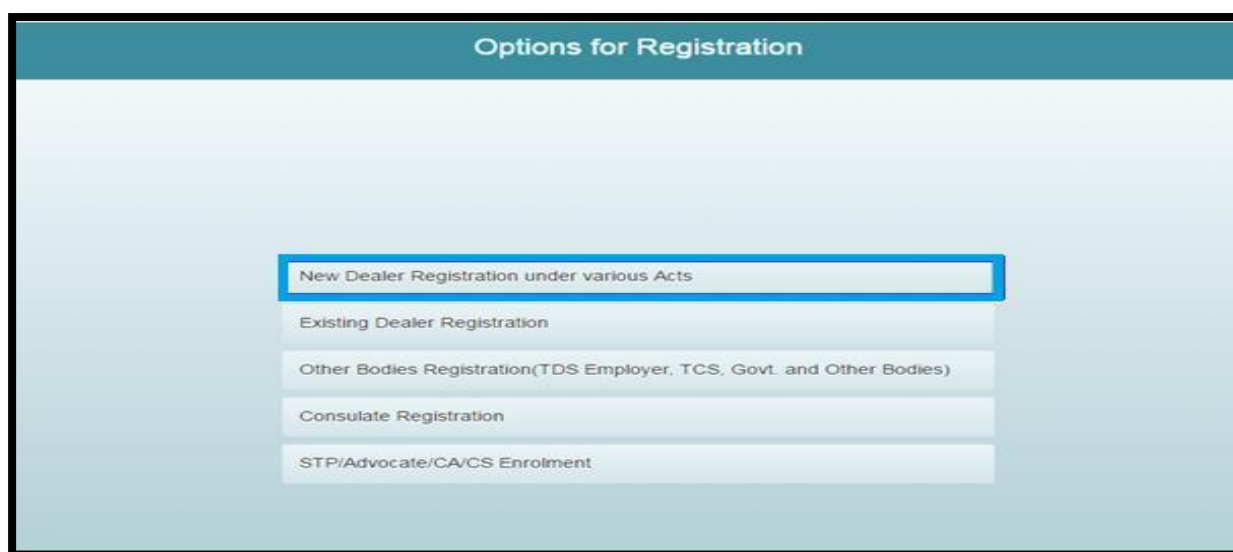 Options for Registration
New Dealer Registration under various Acts
Existing Dealer Registration
Other Bodies Registration(TDS Employer, TCS, Govt. and Other Bodies)
Consulate Registration
STP/Advocate/CA/CS Enrolment